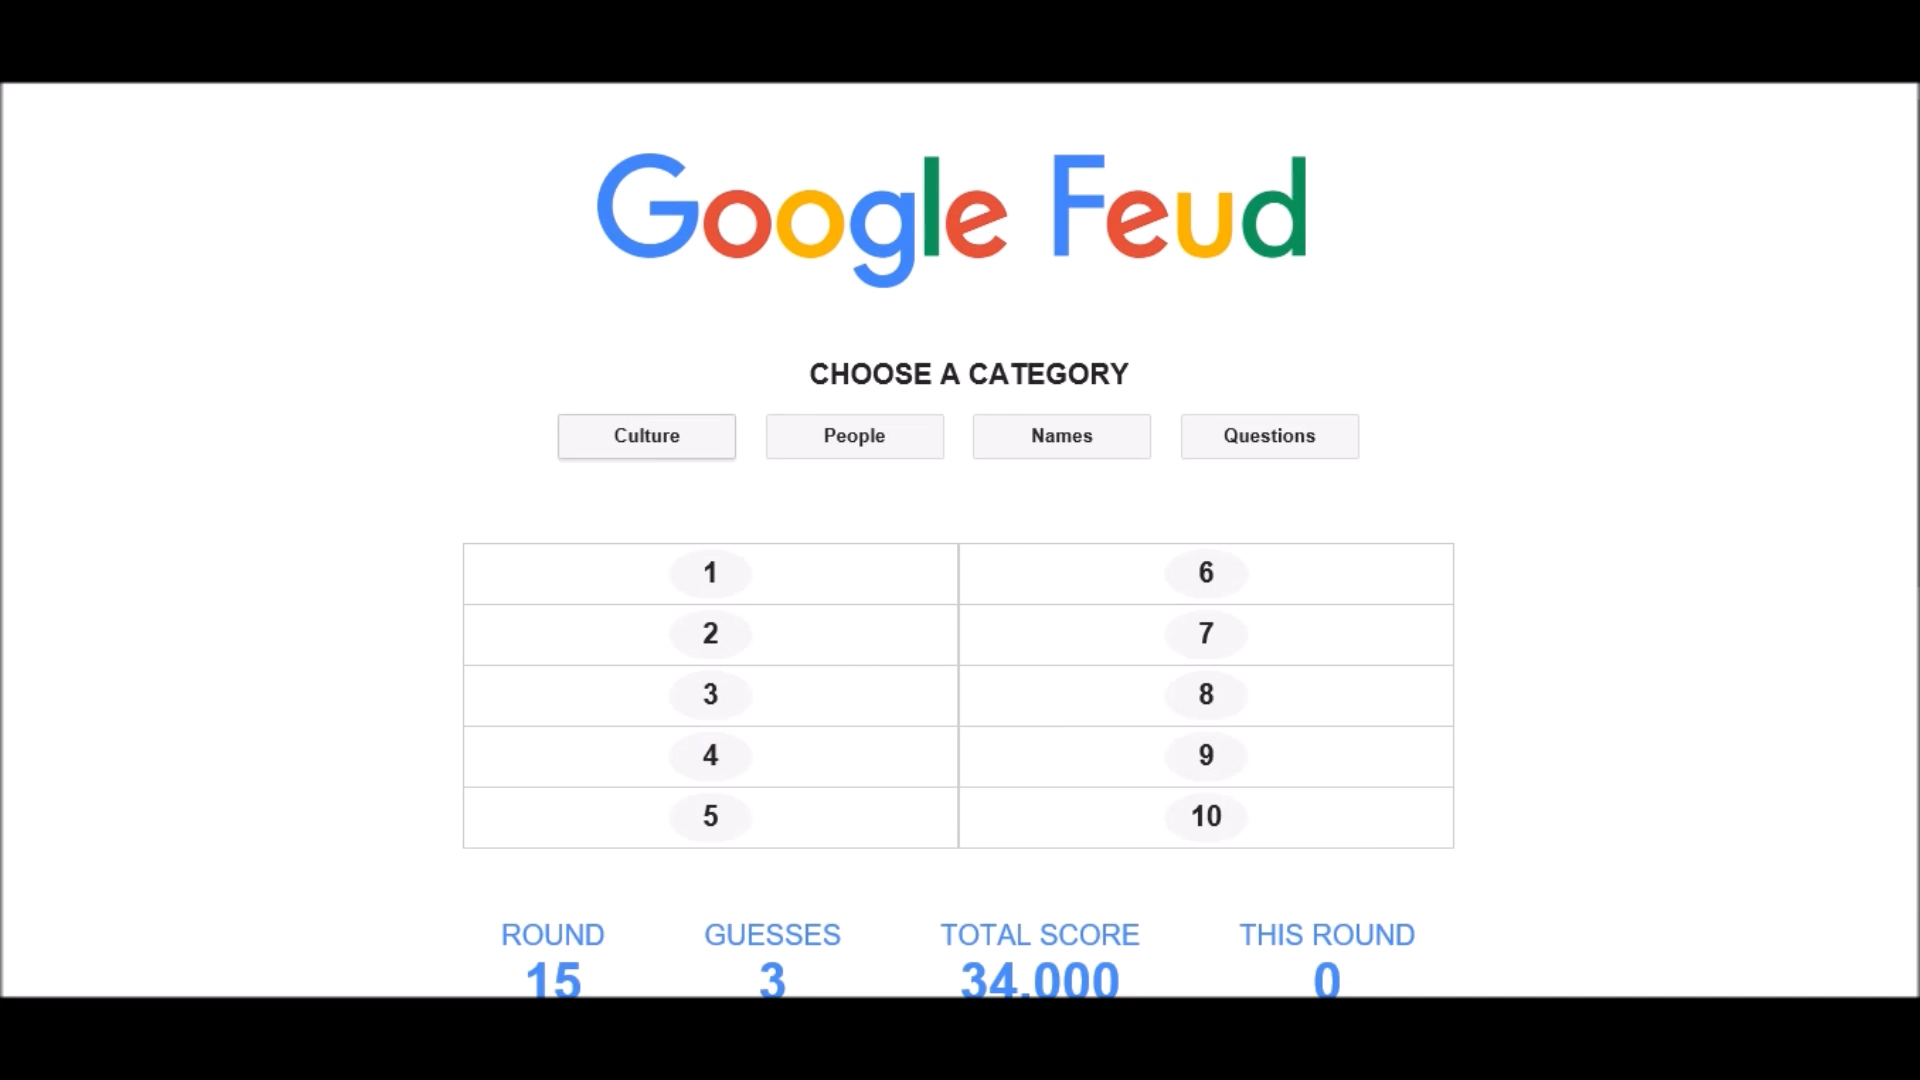 Google Feud
CHOOSE A CATEGORY
Culture People Names Questions
1 6
2 7
3 8
4 9
5 10
ROUND GUESSES TOTAL SCORE THIS ROUND
15 3 34,000 0